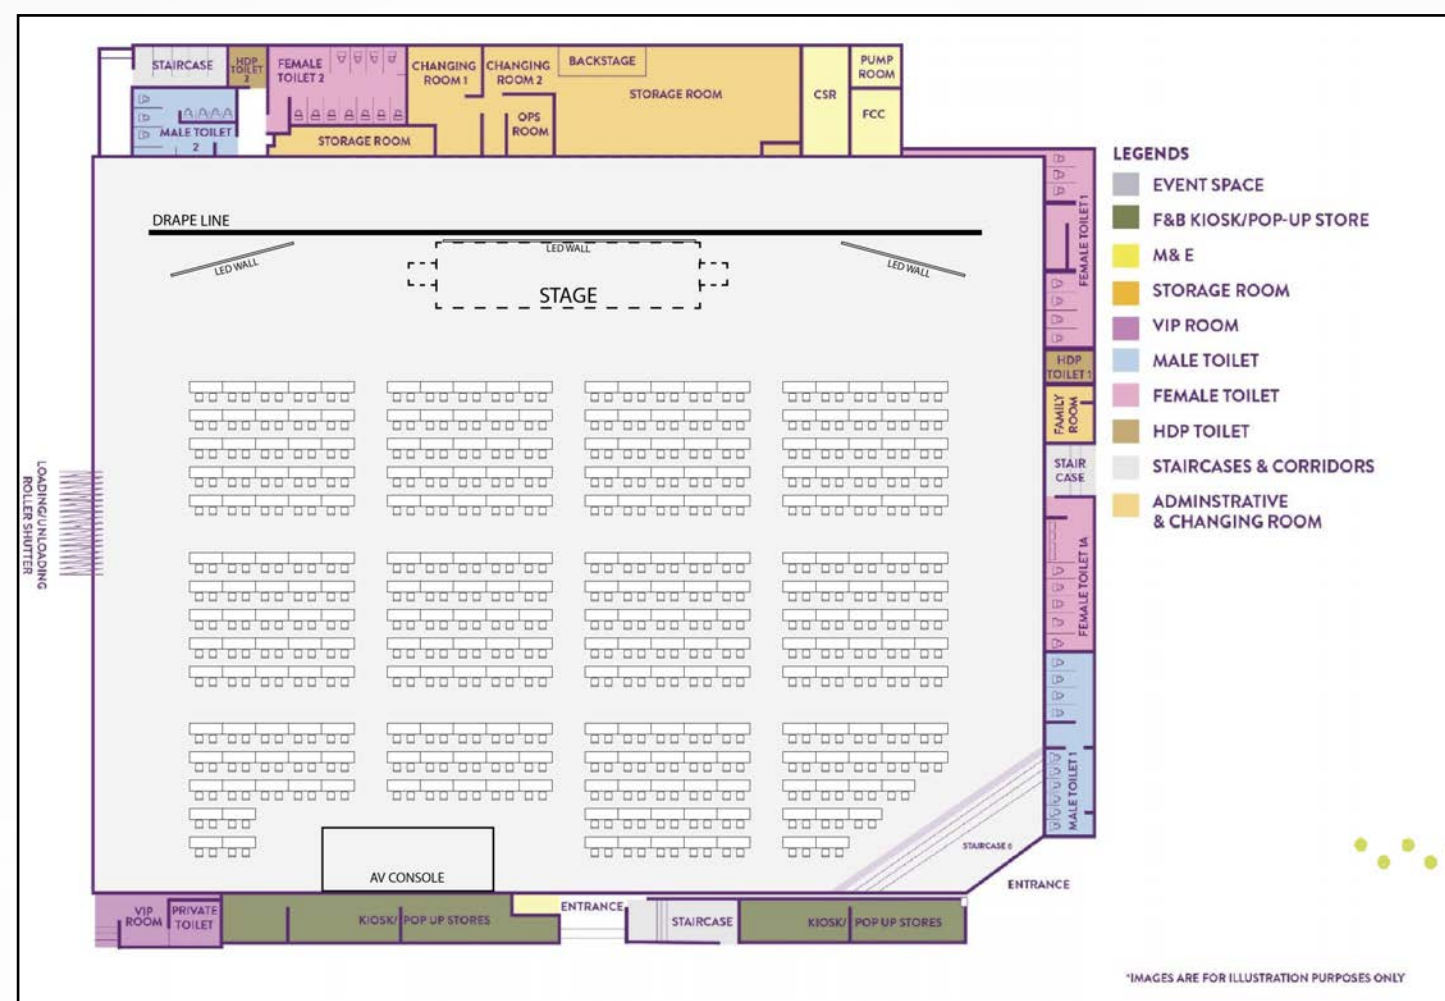 STAIRCASE
HDP
TOILET
2
FEMALE
TOILET 2
CHANGING
ROOM 1
CHANGING
ROOM 2
BACKSTAGE
STORAGE ROOM
CSR
PUMP
ROOM
FCC
OPS
ROOM
MALE TOILET
2
STORAGE ROOM
DRAPE LINE
LED WALL
LED WALL
LED WALL
STAGE
FEMALE TOILET 1
HDP
TOILET 1
FAMILY
ROOM
STAIR
CASE
FEMALE TOILET 1A
MALE TOILET 1
LOADING/UNLOADING
ROLLER SHUTTER
STAIRCASE 6
ENTRANCE
AV CONSOLE
VIP
ROOM
PRIVATE
TOILET
KIOSK/ POP UP STORES
ENTRANCE
STAIRCASE
KIOSK/ POP UP STORES
LEGENDS
EVENT SPACE
F&B KIOSK/POP-UP STORE
M& E
STORAGE ROOM
VIP ROOM
MALE TOILET
FEMALE TOILET
HDP TOILET
STAIRCASES & CORRIDORS
ADMINSTRATIVE
& CHANGING ROOM
*IMAGES ARE FOR ILLUSTRATION PURPOSES ONLY